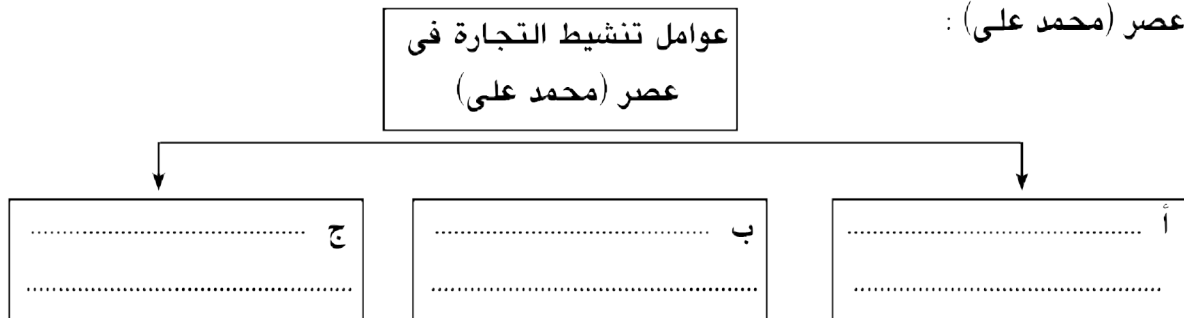 عصر (محمد على) :
عوامل تنشيط التجارة فى
عصر (محمد على)
أ ........................................
........................................
ب ........................................
........................................
ج ........................................
........................................